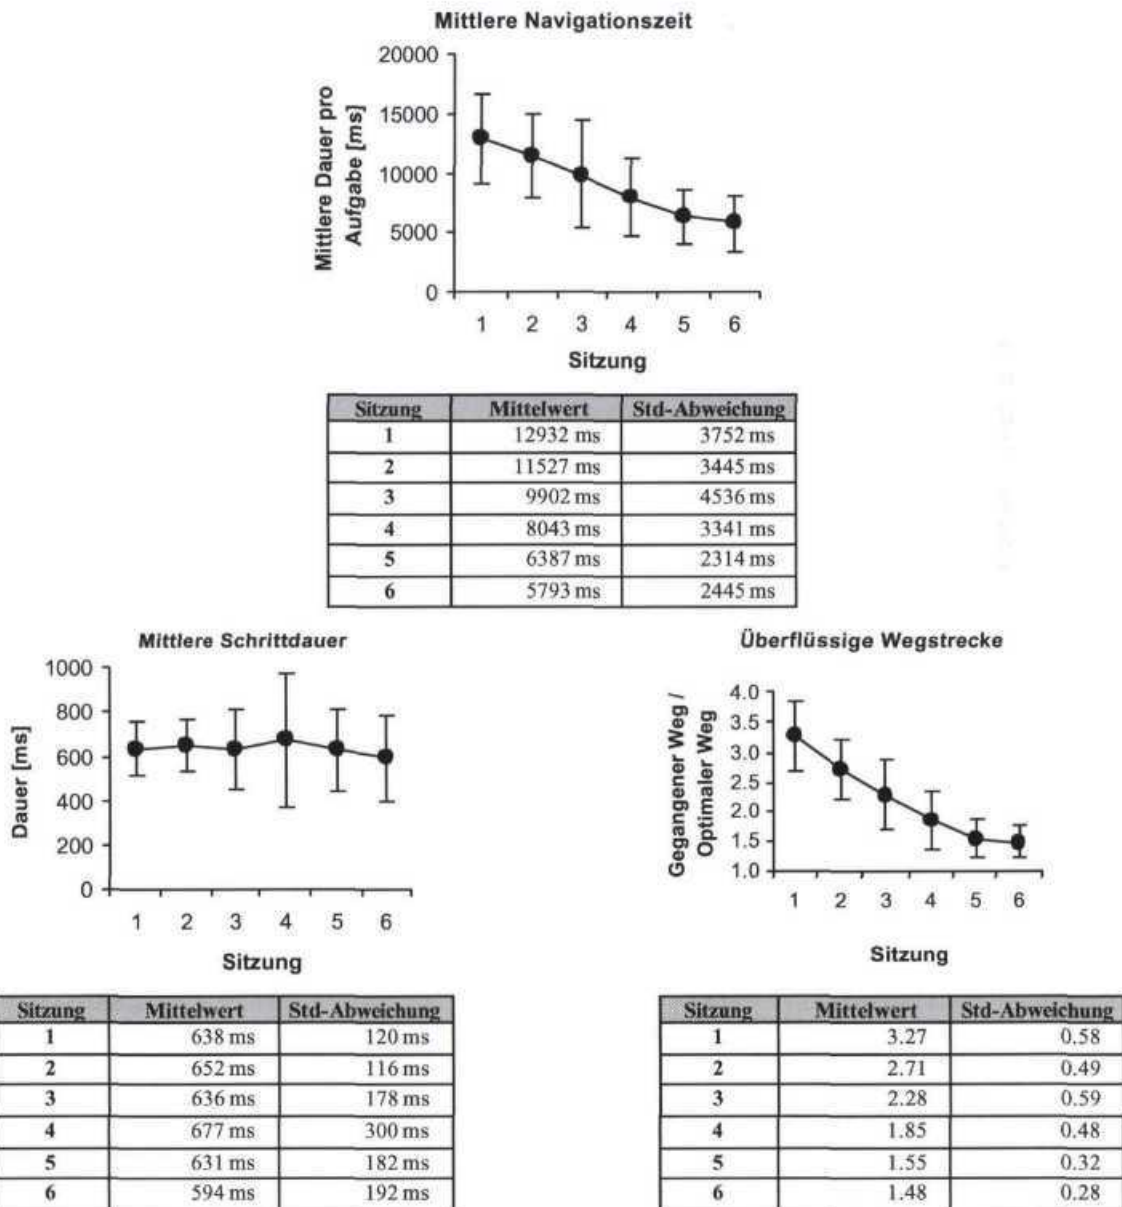 Mittlere Navigationszeit
Mittlere Dauer pro
Aufgabe [ms]
20000
15000
10000
5000
0
1 2 3 4 5 6
Sitzung
Sitzung Mittelwert Std-Abweichung
1 12932 ms 3752 ms
2 11527 ms 3445 ms
3 9902 ms 4536 ms
4 8043 ms 3341 ms
5 6387 ms 2314 ms
6 5793 ms 2445 ms
Mittlere Schrittdauer
Dauer [ms]
1000
800
600
400
200
0
1 2 3 4 5 6
Sitzung
Sitzung Mittelwert Std-Abweichung
1 638 ms 120 ms
2 652 ms 116 ms
3 636 ms 178 ms
4 677 ms 300 ms
5 631 ms 182 ms
6 594 ms 192 ms
Überflüssige Wegstrecke
Gegangener Weg /
Optimaler Weg
4.0
3.5
3.0
2.5
2.0
1.5
1.0
1 2 3 4 5 6
Sitzung
Sitzung Mittelwert Std-Abweichung
1 3.27 0.58
2 2.71 0.49
3 2.28 0.59
4 1.85 0.48
5 1.55 0.32
6 1.48 0.28